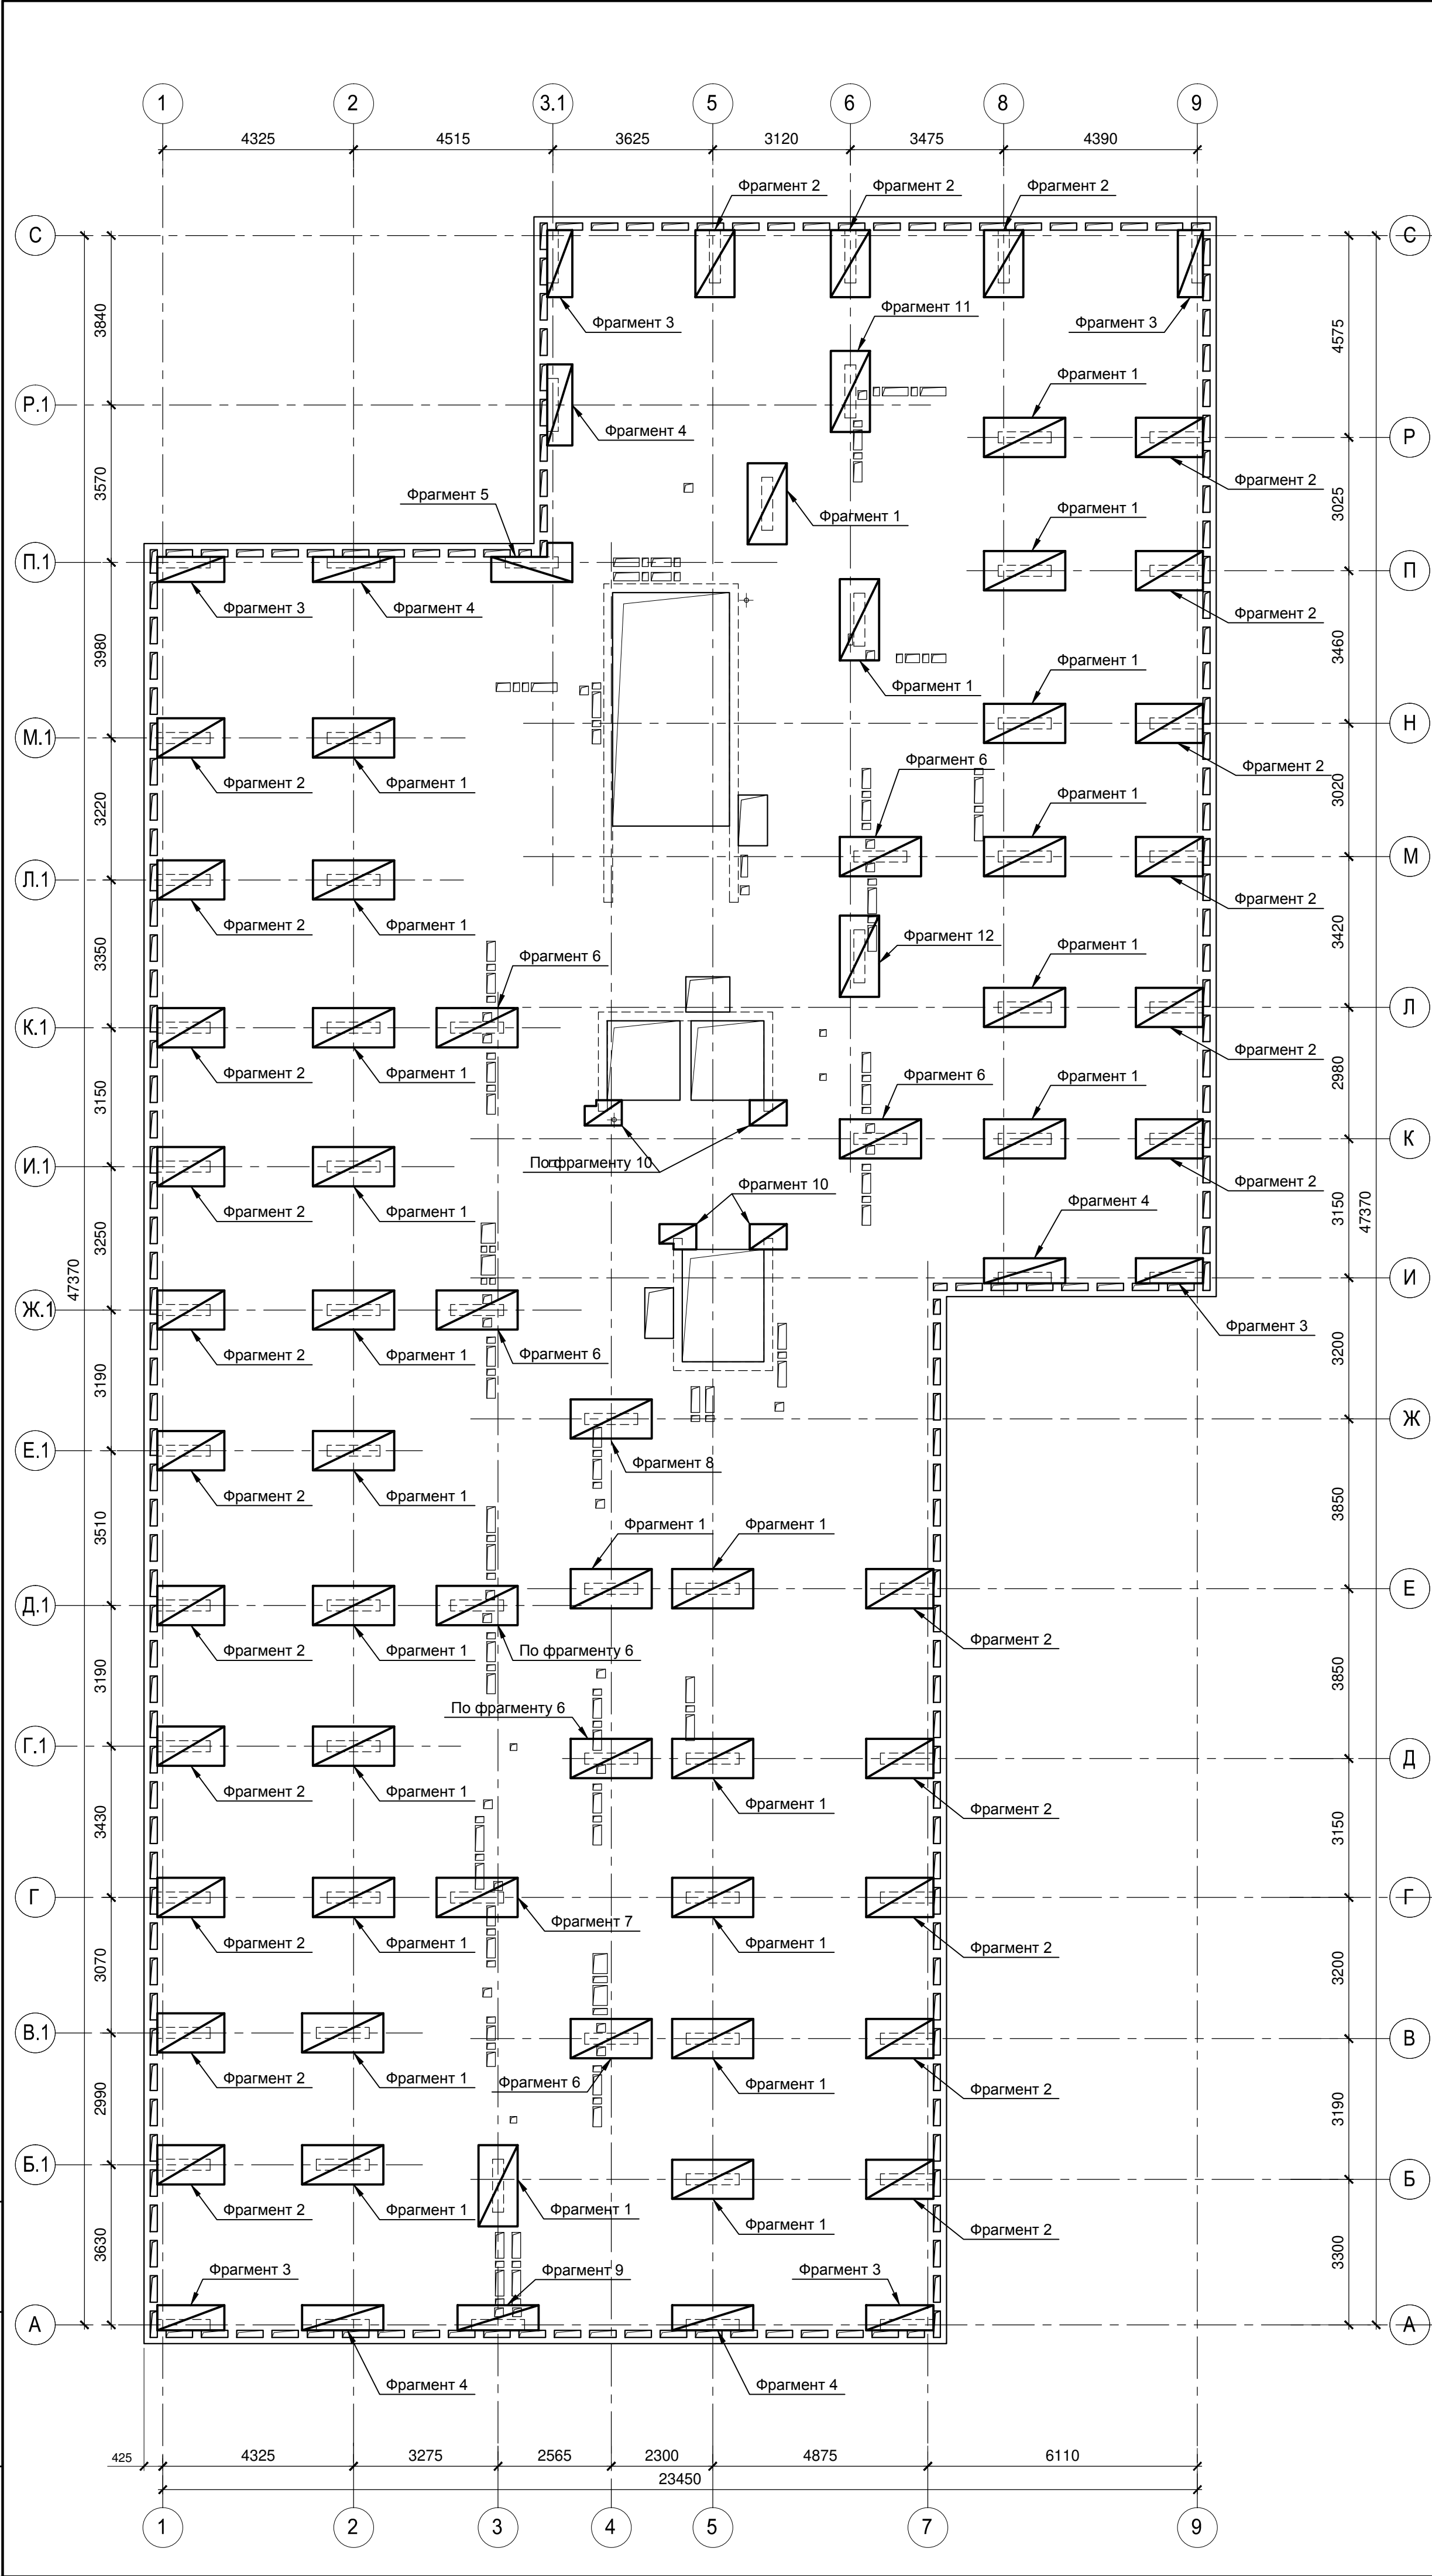 1 2 3.1 5 6 8 9
4325 4515 3625 3120 3475 4390
Фрагмент 2 Фрагмент 2 Фрагмент 2
С С
Фрагмент 11
Фрагмент 3 Фрагмент 3
3840 4575
Фрагмент 1
Р.1
Фрагмент 4 Р
Фрагмент 2
3570 Фрагмент 5 3025
Фрагмент 1 Фрагмент 1
П.1 П
Фрагмент 3 Фрагмент 4 Фрагмент 2
3980 3460
Фрагмент 1
Фрагмент 1
М.1 Н
Фрагмент 6 Фрагмент 2
Фрагмент 2 Фрагмент 1
3220 Фрагмент 1 3020
М
Л.1 Фрагмент 2
Фрагмент 2 Фрагмент 1
3350 Фрагмент 12 Фрагмент 1 3420
Фрагмент 6
Л
К.1 Фрагмент 2
Фрагмент 2 Фрагмент 1
3150 Фрагмент 6 Фрагмент 1 2980
К
И.1 По фрагменту 10
Фрагмент 10 Фрагмент 2
Фрагмент 2 Фрагмент 1 Фрагмент 4
3250 3150
47370 47370
И
Ж.1 Фрагмент 3
Фрагмент 2 Фрагмент 1 Фрагмент 6
3190 3200
Ж
Е.1 Фрагмент 8
Фрагмент 2 Фрагмент 1
3510 3850
Фрагмент 1 Фрагмент 1
Е
Д.1 Фрагмент 2
Фрагмент 2 Фрагмент 1 По фрагменту 6
3190 3850
По фрагменту 6
Г.1 Д
Фрагмент 2 Фрагмент 1 Фрагмент 1 Фрагмент 2
3430 3150
Г Г
Фрагмент 7
Фрагмент 2 Фрагмент 1 Фрагмент 1 Фрагмент 2
3070 3200
В.1 В
Фрагмент 2 Фрагмент 1 Фрагмент 6 Фрагмент 1 Фрагмент 2
2990 3190
Б.1 Б
Фрагмент 2 Фрагмент 1 Фрагмент 1 Фрагмент 1 Фрагмент 2
3630 3300
Фрагмент 3 Фрагмент 9 Фрагмент 3
А А
Фрагмент 4 Фрагмент 4
425 4325 3275 2565 2300 4875 6110
23450
1 2 3 4 5 7 9